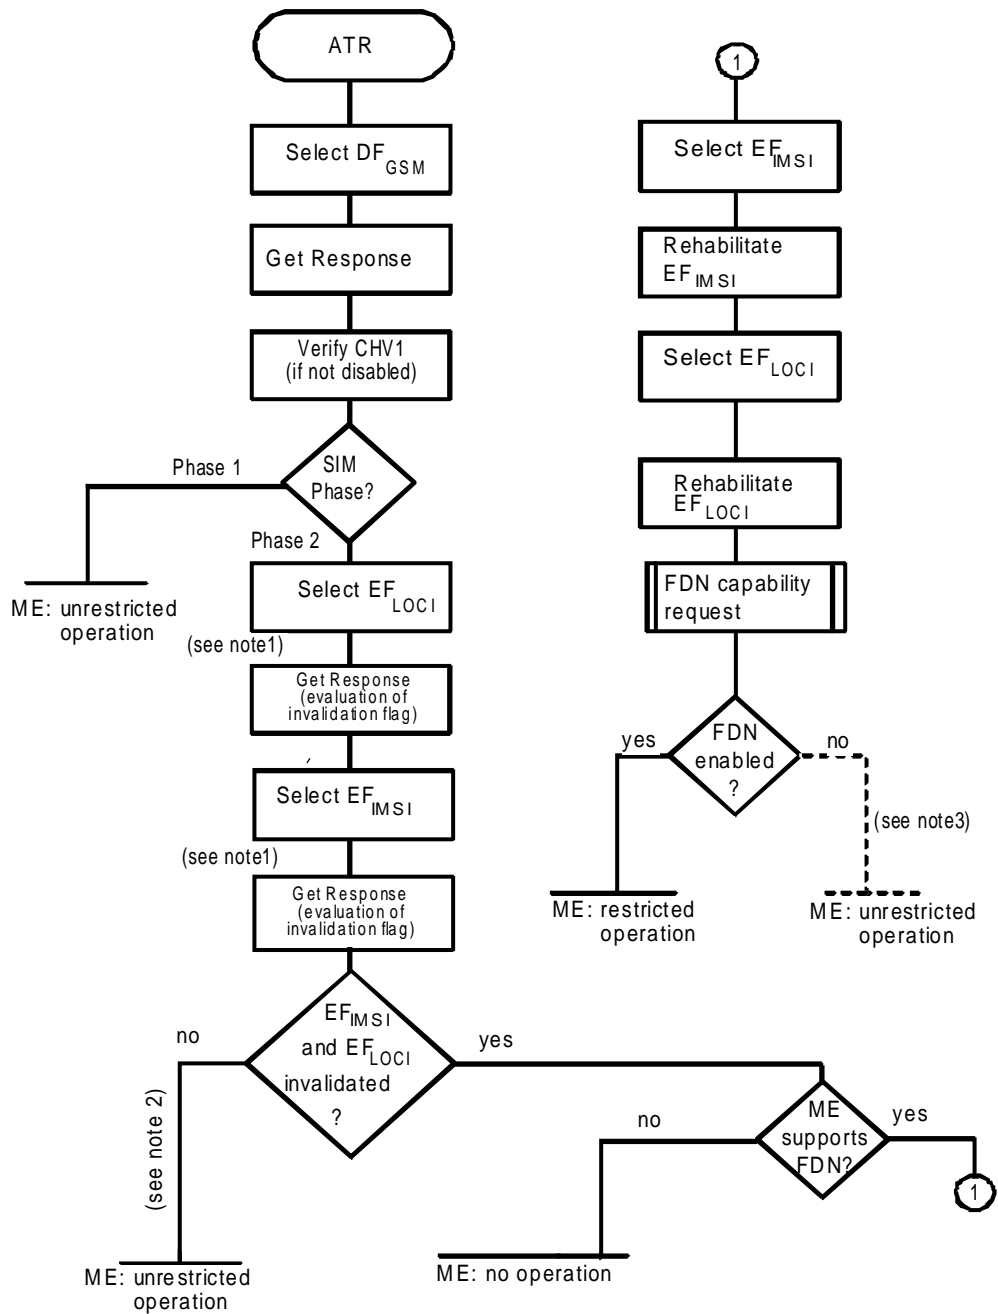 ATR
Select DF GSM
Get Response
Verify CHV1
(if not disabled)
SIM
Phase?
Phase 1
ME: unrestricted
operation
Phase 2
Select EF LOCI
(see note1)
Get Response
(evaluation of
invalidation flag)
Select EF IMSI
(see note1)
Get Response
(evaluation of
invalidation flag)
EF IMSI
and EF LOCI
invalidated
?
no
(see note 2)
ME: unrestricted
operation
yes
ME
supports
FDN?
no
ME: no operation
yes
1
1
Select EF IMSI
Rehabilitate
EF IMSI
Select EF LOCI
Rehabilitate
EF LOCI
FDN capability
request
FDN
enabled
?
yes
ME: restricted
operation
no
(see note3)
ME: unrestricted
operation